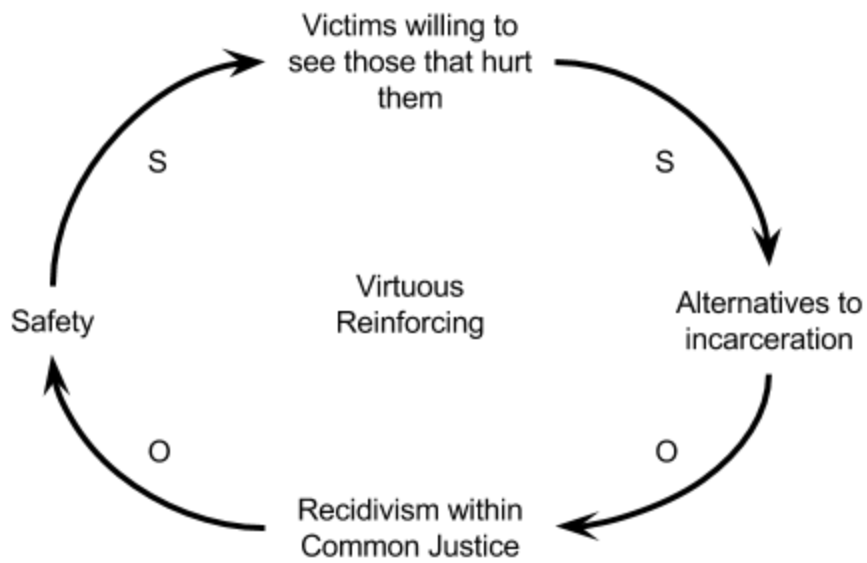 Victims willing to
see those that hurt
them
S
S
Safety
Virtuous
Reinforcing
Alternatives to
incarceration
O
O
Recidivism within
Common Justice